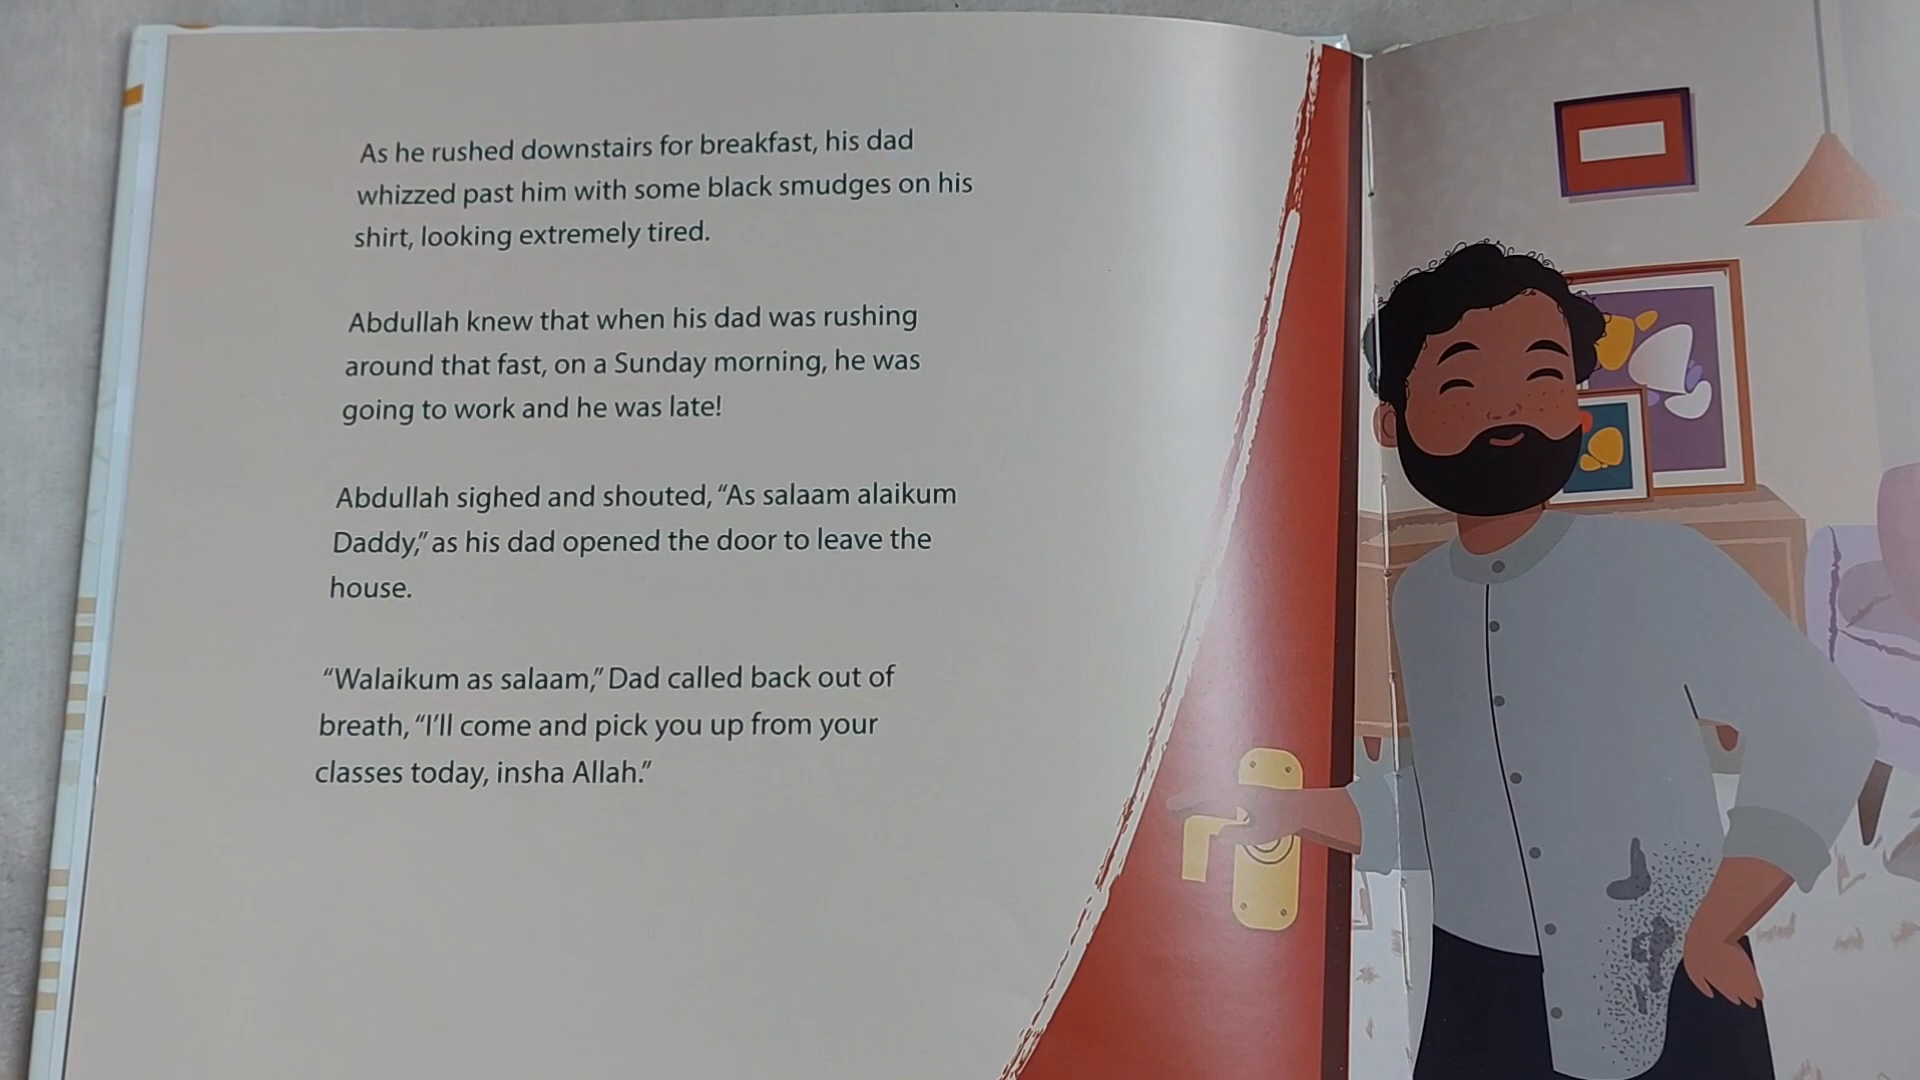 As he rushed downstairs for breakfast, his dad
whizzed past him with some black smudges on his
shirt, looking extremely tired.
Abdullah knew that when his dad was rushing
around that fast, on a Sunday morning, he was
going to work and he was late!
Abdullah sighed and shouted, “As salaam alaikum
Daddy,” as his dad opened the door to leave the
house.
“Walaikum as salaam,” Dad called back out of
breath, “I’ll come and pick you up from your
classes today, insha Allah.”